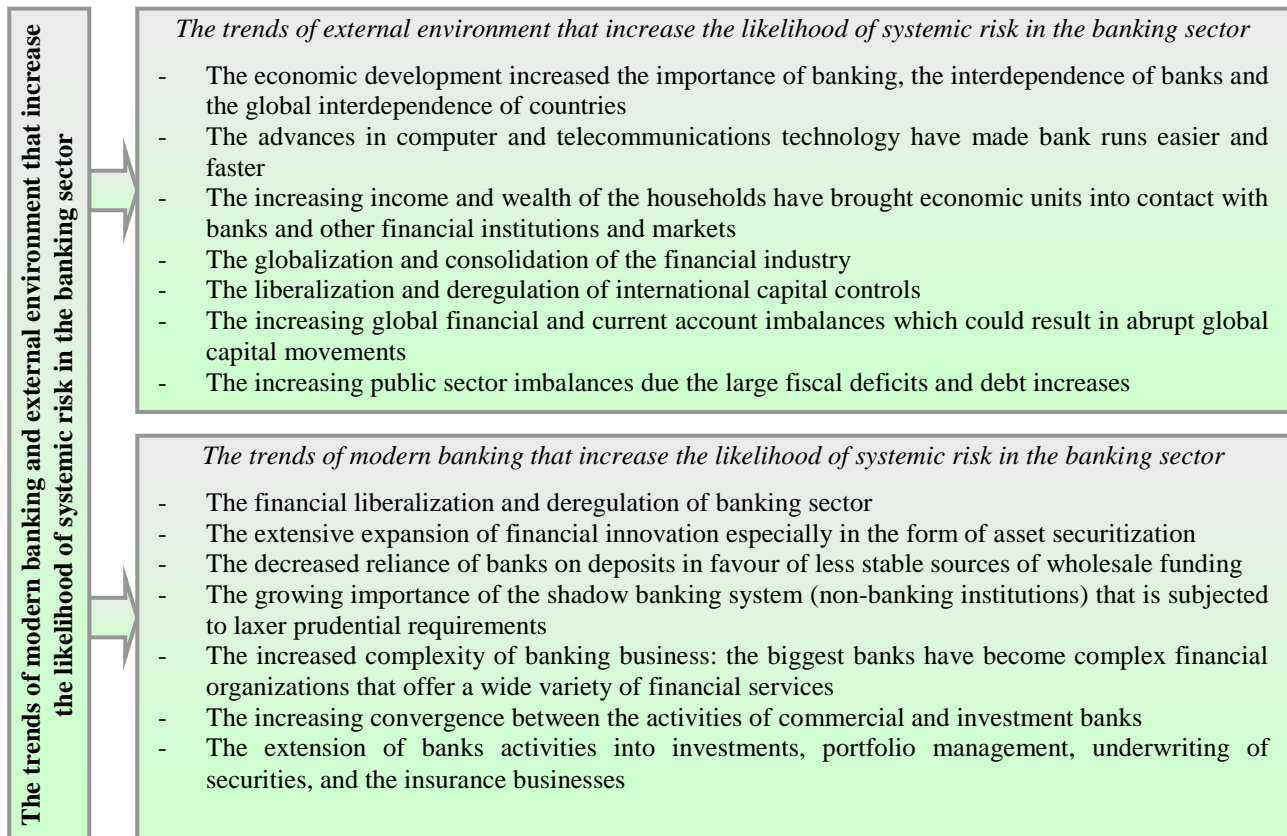 The trends of modern banking and external environment that increase
the likelihood of systemic risk in the banking sector
The trends of external environment that increase the likelihood of systemic risk in the banking sector
- The economic development increased the importance of banking, the interdependence of banks and
the global interdependence of countries
- The advances in computer and telecommunications technology have made bank runs easier and
faster
- The increasing income and wealth of the households have brought economic units into contact with
banks and other financial institutions and markets
- The globalization and consolidation of the financial industry
- The liberalization and deregulation of international capital controls
- The increasing global financial and current account imbalances which could result in abrupt global
capital movements
- The increasing public sector imbalances due the large fiscal deficits and debt increases
The trends of modern banking that increase the likelihood of systemic risk in the banking sector
- The financial liberalization and deregulation of banking sector
- The extensive expansion of financial innovation especially in the form of asset securitization
- The decreased reliance of banks on deposits in favour of less stable sources of wholesale funding
- The growing importance of the shadow banking system (non-banking institutions) that is subjected
to laxer prudential requirements
- The increased complexity of banking business: the biggest banks have become complex financial
organizations that offer a wide variety of financial services
- The increasing convergence between the activities of commercial and investment banks
- The extension of banks activities into investments, portfolio management, underwriting of
securities, and the insurance businesses